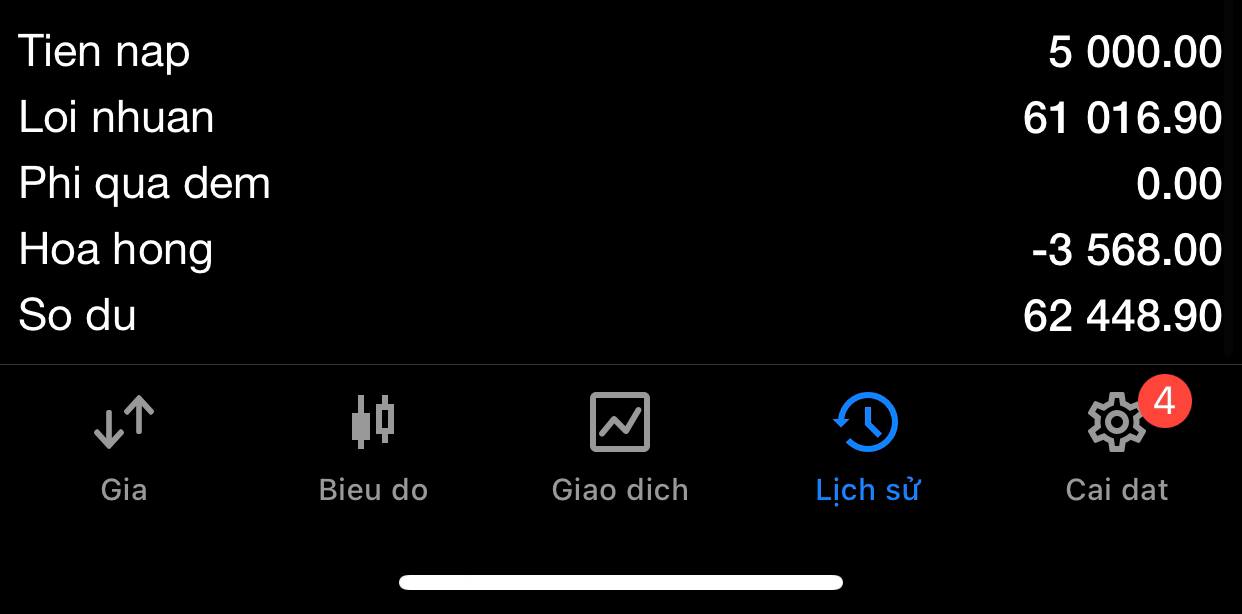 Tien nap 5 000.00
Loi nhuan 61 016.90
Phi qua dem 0.00
Hoa hong -3 568.00
So du 62 448.90
4
Gia Bieu do Giao dich Lịch sử Cai dat